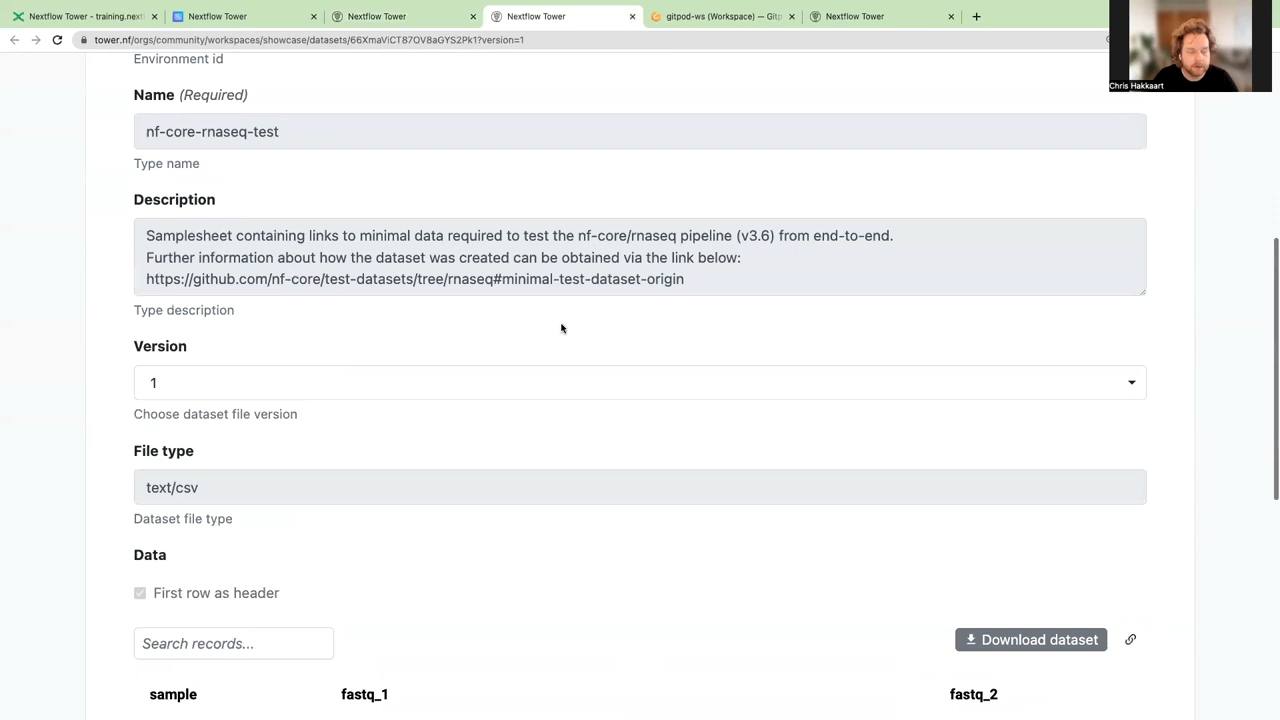 Nextflow Tower - training.next
Nextflow Tower
Nextflow Tower
Nextflow Tower
gitpod-ws (Workspace) — Gitp
Nextflow Tower
tower.nf/orgs/community/workspaces/showcase/datasets/66XmaViCT87OV8aGYS2Pk1?version=1
Chris Hakkaart
Environment id
Name (Required)
nf-core-rnaseq-test
Type name
Description
Samplesheet containing links to minimal data required to test the nf-core/rnaseq pipeline (v3.6) from end-to-end.
Further information about how the dataset was created can be obtained via the link below:
https://github.com/nf-core/test-datasets/tree/rnaseq#minimal-test-dataset-origin
Type description
Version
1
Choose dataset file version
File type
text/csv
Dataset file type
Data
First row as header
Search records...
Download dataset
sample fastq_1 fastq_2